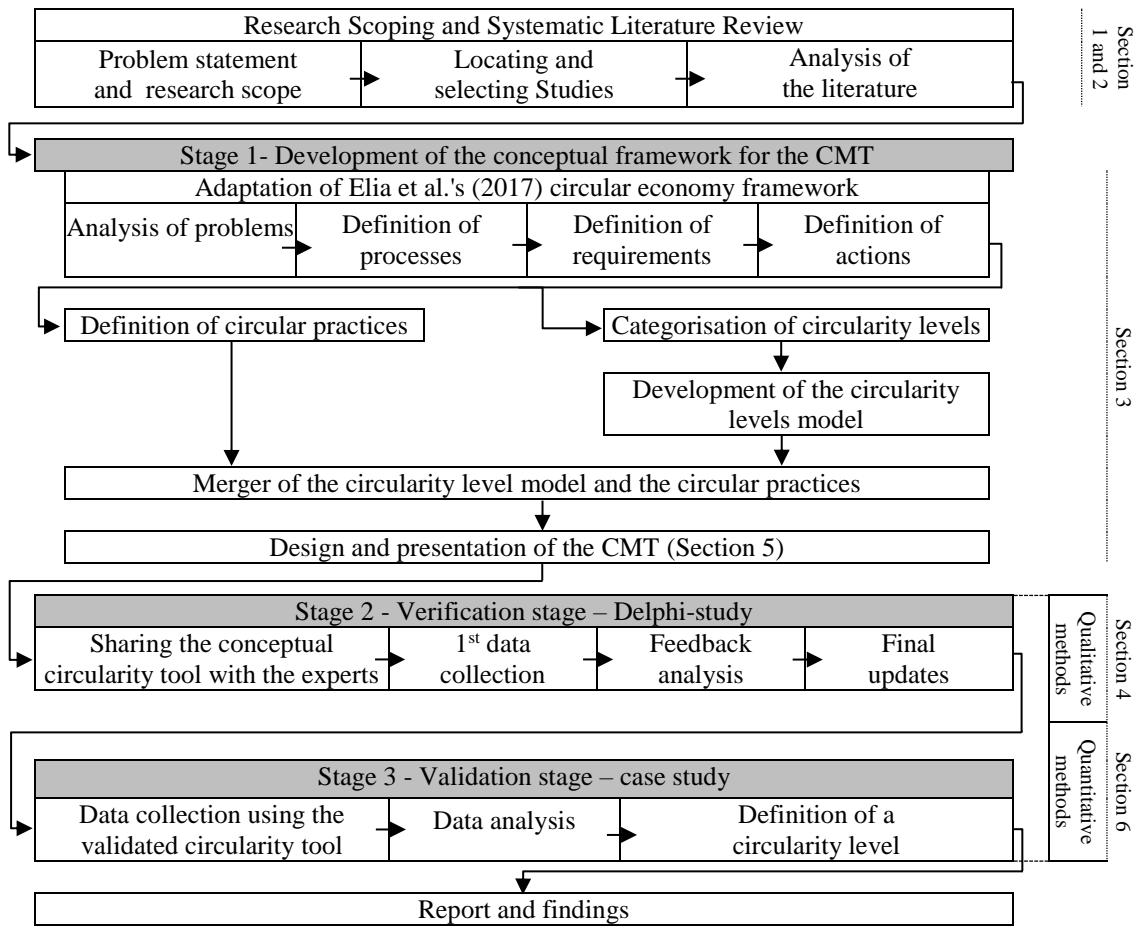 Research Scoping and Systematic Literature Review
Problem statement
and research scope
Locating and
selecting Studies
Analysis of
the literature
Section
1 and 2
Stage 1- Development of the conceptual framework for the CMT
Adaptation of Elia et al.'s (2017) circular economy framework
Analysis of problems
Definition of
processes
Definition of
requirements
Definition of
actions
Definition of circular practices
Categorisation of circularity levels
Development of the circularity
levels model
Merger of the circularity level model and the circular practices
Design and presentation of the CMT (Section 5)
Section 3
Stage 2 - Verification stage – Delphi-study
Sharing the conceptual
circularity tool with the experts
1st data
collection
Feedback
analysis
Final
updates
Qualitative
methods
Section 4
Stage 3 - Validation stage – case study
Data collection using the
validated circularity tool
Data analysis
Definition of a
circularity level
Quantitative
methods
Section 6
Report and findings